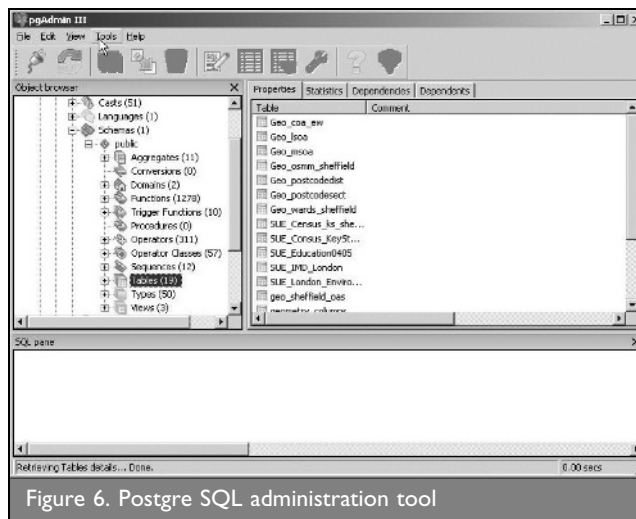 pgAdmin III
File Edit View Tools Help
Object browser
Casts (51)
Languages (1)
Schemas (1)
public
Aggregates (11)
Conversions (0)
Domains (2)
Functions (1278)
Trigger Functions (10)
Procedures (0)
Operators (311)
Operator Classes (57)
Sequences (12)
Tables (19)
Types (50)
Views (3)
Properties Statistics Dependencies Dependents
Table Comment
Geo_coa_ew
Geo_lsoa
Geo_msoa
Geo_osmm_sheffield
Geo_postcodedist
Geo_postcodesect
Geo_wards_sheffield
SUE_Census_ks_she...
SUE_Census_KeySt...
SUE_Education0405
SUE_IMD_London
SUE_London_Enviro...
geo_sheffield_oas
geometry_columns
SQL pane
Retrieving Tables details... Done. 0.00 secs
Figure 6. Postgre SQL administration tool